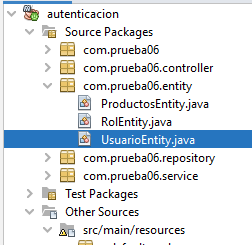 autenticacion
Source Packages
com.prueba06
com.prueba06.controller
com.prueba06.entity
ProductosEntity.java
RolEntity.java
UsuarioEntity.java
com.prueba06.repository
com.prueba06.service
Test Packages
Other Sources
src/main/resources